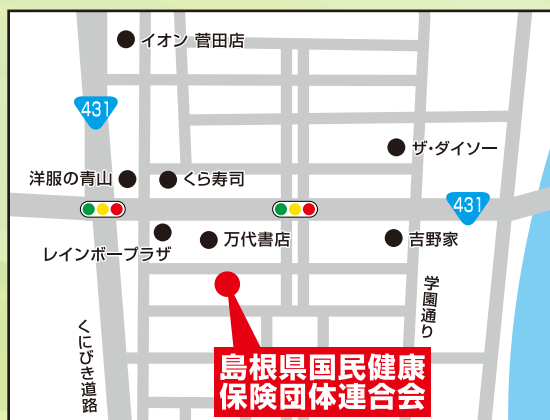 イオン 菅田店
431
ザ・ダイソー
洋服の青山
くら寿司
431
レインボープラザ
万代書店
吉野家
学園通り
くにびき道路
島根県国民健康
保険団体連合会